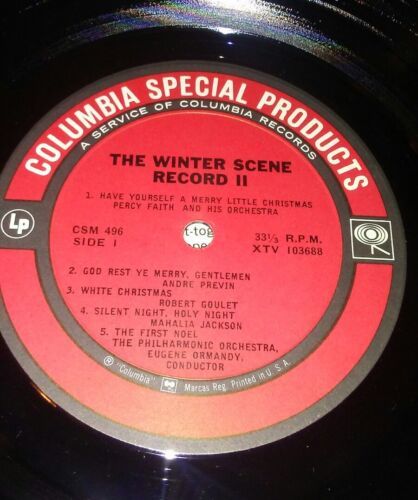 COLUMBIA SPECIAL PRODUCTS
A SERVICE OF COLUMBIA RECORDS
THE WINTER SCENE
RECORD II
1. HAVE YOURSELF A MERRY LITTLE CHRISTMAS
PERCY FAITH AND HIS ORCHESTRA
Lp
CSM 496
SIDE 1
33⅓ R.P.M.
XTV 103688
2. GOD REST YE MERRY, GENTLEMEN
ANDRE PREVIN
3. WHITE CHRISTMAS
ROBERT GOULET
4. SILENT NIGHT, HOLY NIGHT
MAHALIA JACKSON
5. THE FIRST NOEL
THE PHILHARMONIC ORCHESTRA,
EUGENE ORMANDY,
CONDUCTOR
® "Columbia" Marcas Reg. Printed in U. S. A.